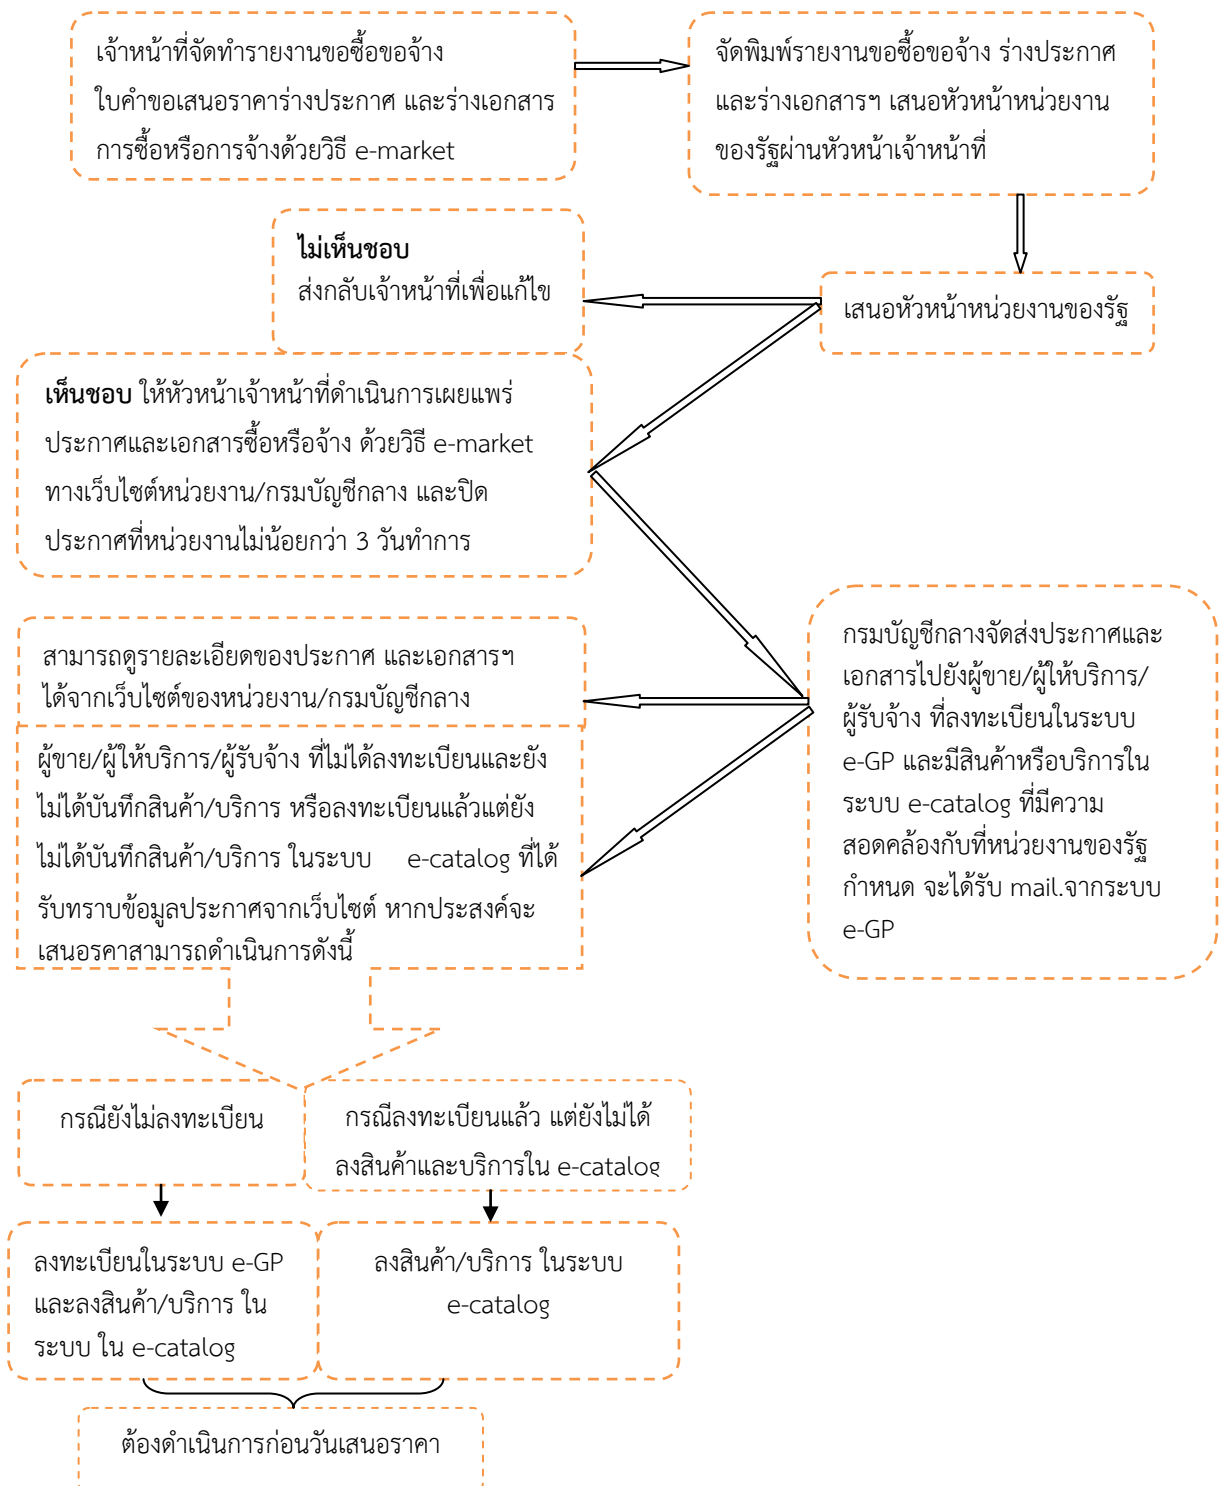 เจ้าหน้าที่จัดทำรายงานขอซื้อขอจ้าง
ใบคำขอเสนอราคาร่างประกาศ และร่างเอกสาร
การซื้อหรือการจ้างด้วยวิธี e-market
จัดพิมพ์รายงานขอซื้อขอจ้าง ร่างประกาศ
และร่างเอกสารฯ เสนอหัวหน้าหน่วยงาน
ของรัฐผ่านหัวหน้าเจ้าหน้าที่
ไม่เห็นชอบ
ส่งกลับเจ้าหน้าที่เพื่อแก้ไข
เสนอหัวหน้าหน่วยงานของรัฐ
เห็นชอบ ให้หัวหน้าเจ้าหน้าที่ดำเนินการเผยแพร่
ประกาศและเอกสารซื้อหรือจ้าง ด้วยวิธี e-market
ทางเว็บไซต์หน่วยงาน/กรมบัญชีกลาง และปิด
ประกาศที่หน่วยงานไม่น้อยกว่า 3 วันทำการ
กรมบัญชีกลางจัดส่งประกาศและ
เอกสารไปยังผู้ขาย/ผู้ให้บริการ/
ผู้รับจ้าง ที่ลงทะเบียนในระบบ
e-GP และมีสินค้าหรือบริการใน
ระบบ e-catalog ที่มีความ
สอดคล้องกับที่หน่วยงานของรัฐ
กำหนด จะได้รับ mail.จากระบบ
e-GP
สามารถดูรายละเอียดของประกาศ และเอกสารฯ
ได้จากเว็บไซต์ของหน่วยงาน/กรมบัญชีกลาง
ผู้ขาย/ผู้ให้บริการ/ผู้รับจ้าง ที่ไม่ได้ลงทะเบียนและยัง
ไม่ได้บันทึกสินค้า/บริการ หรือลงทะเบียนแล้วแต่ยัง
ไม่ได้บันทึกสินค้า/บริการ ในระบบ e-catalog ที่ได้
รับทราบข้อมูลประกาศจากเว็บไซต์ หากประสงค์จะ
เสนอรคาสามารถดำเนินการดังนี้
กรณียังไม่ลงทะเบียน
กรณีลงทะเบียนแล้ว แต่ยังไม่ได้
ลงสินค้าและบริการใน e-catalog
ลงทะเบียนในระบบ e-GP
และลงสินค้า/บริการ ใน
ระบบ ใน e-catalog
ลงสินค้า/บริการ ในระบบ
e-catalog
ต้องดำเนินการก่อนวันเสนอราคา